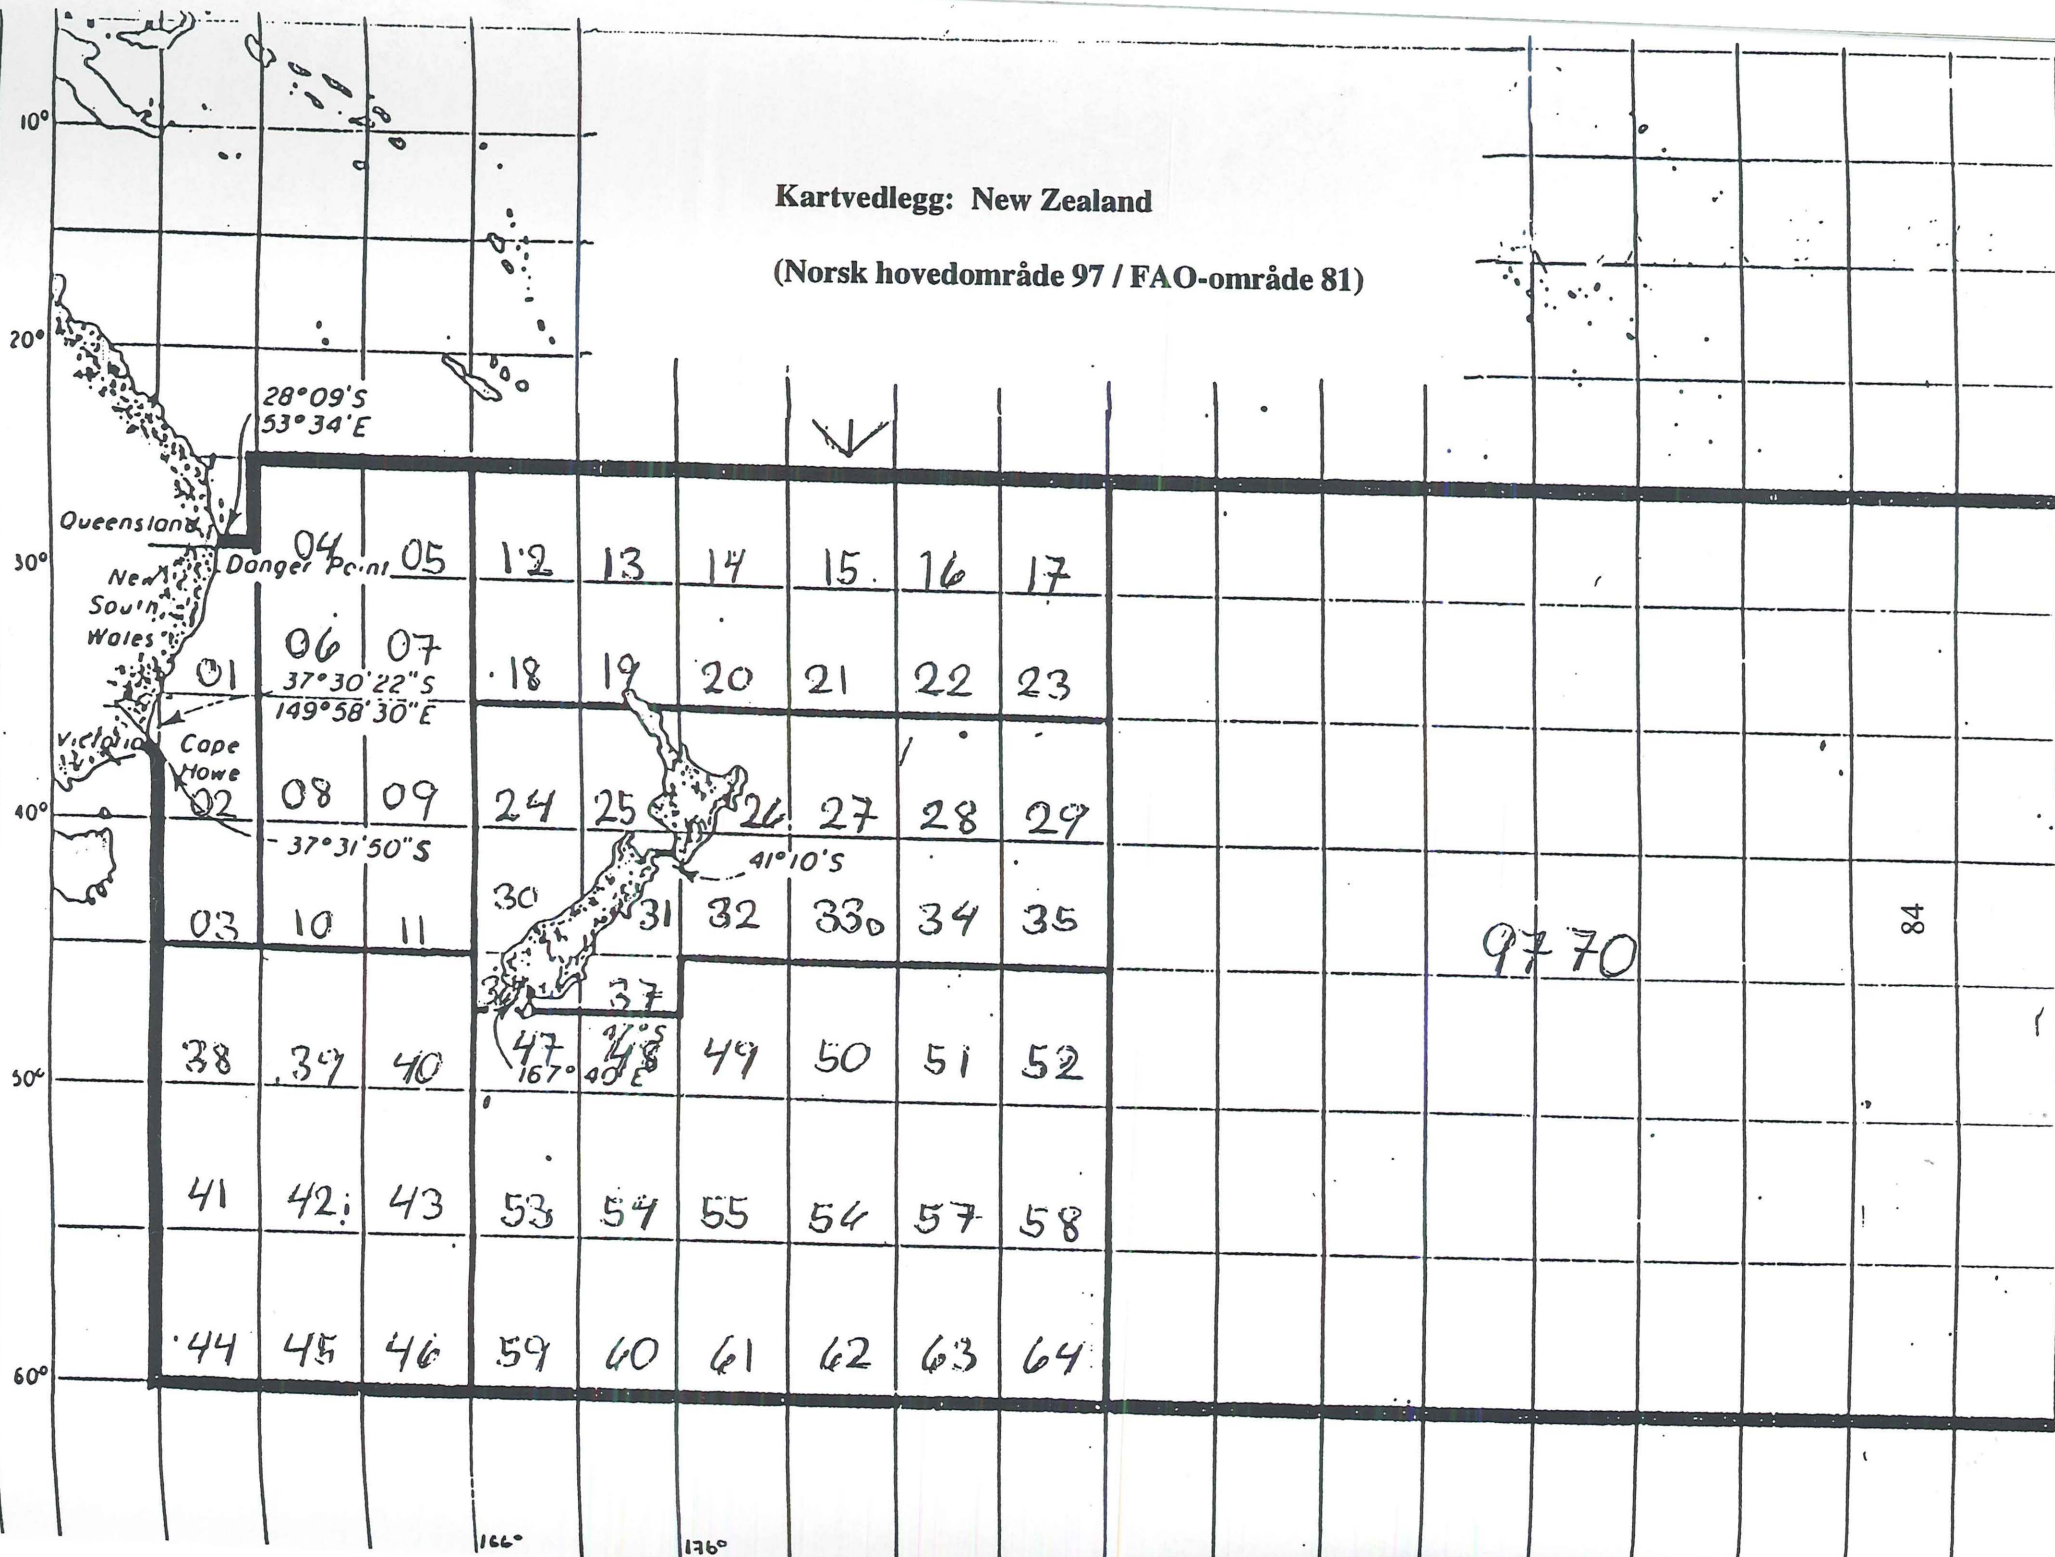 Kartvedlegg: New Zealand
(Norsk hovedområde 97 / FAO-område 81)
10°
20°
28°09'S
53°34'E
Queensland
Danger Point
30°
New
South
Wales
04 05 12 13 14 15 16 17
01 06 07 18 19 20 21 22 23
37°30'22"S
149°58'30"E
Victoria
Cape
Howe
40°
02 08 09 24 25 26 27 28 29
37°31'50"S
41°10'S
03 10 11 30 31 32 33 34 35
9770
84
37
47°S
50°
38 39 40 47 48 49 50 51 52
167° 40'E
41 42 43 53 54 55 56 57 58
60°
44 45 46 59 60 61 62 63 64
166°
176°